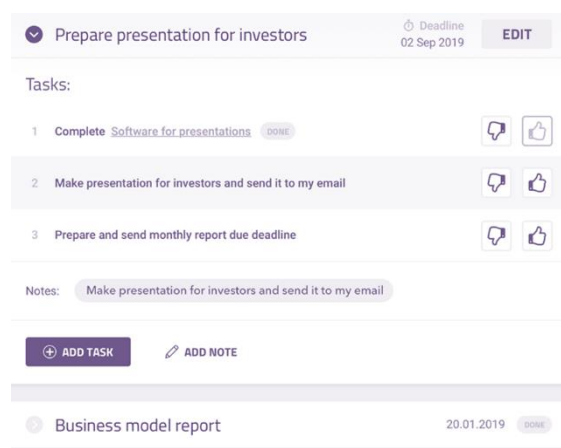 Prepare presentation for investors
Deadline
02 Sep 2019
EDIT
Tasks:
1 Complete Software for presentations DONE
2 Make presentation for investors and send it to my email
3 Prepare and send monthly report due deadline
Notes: Make presentation for investors and send it to my email
ADD TASK ADD NOTE
Business model report 20.01.2019 DONE